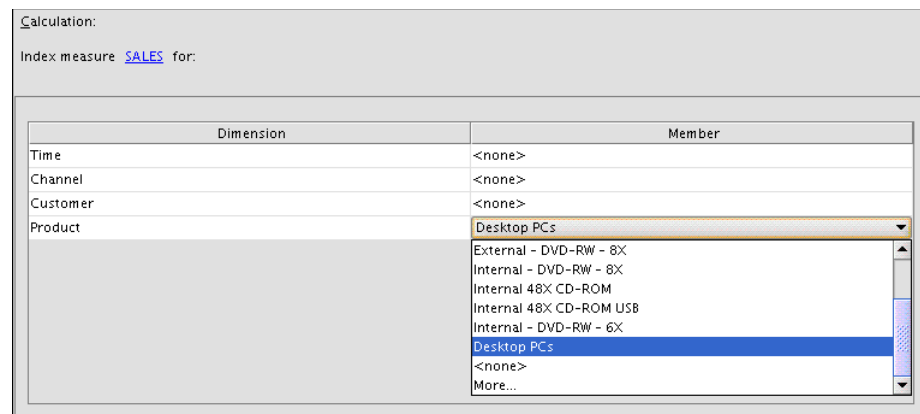 Calculation:
Index measure SALES for:
Dimension Member
Time <none>
Channel <none>
Customer <none>
Product Desktop PCs
External - DVD-RW - 8X
Internal - DVD-RW - 8X
Internal 48X CD-ROM
Internal 48X CD-ROM USB
Internal - DVD-RW - 6X
Desktop PCs
<none>
More...